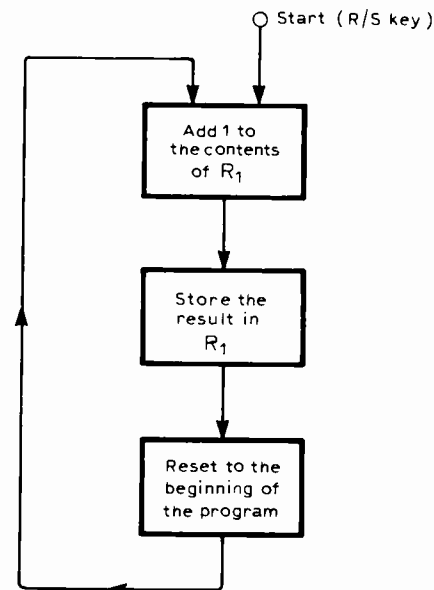 Start (R/S key)
Add 1 to
the contents
of R₁
Store the
result in
R₁
Reset to the
beginning of
the program